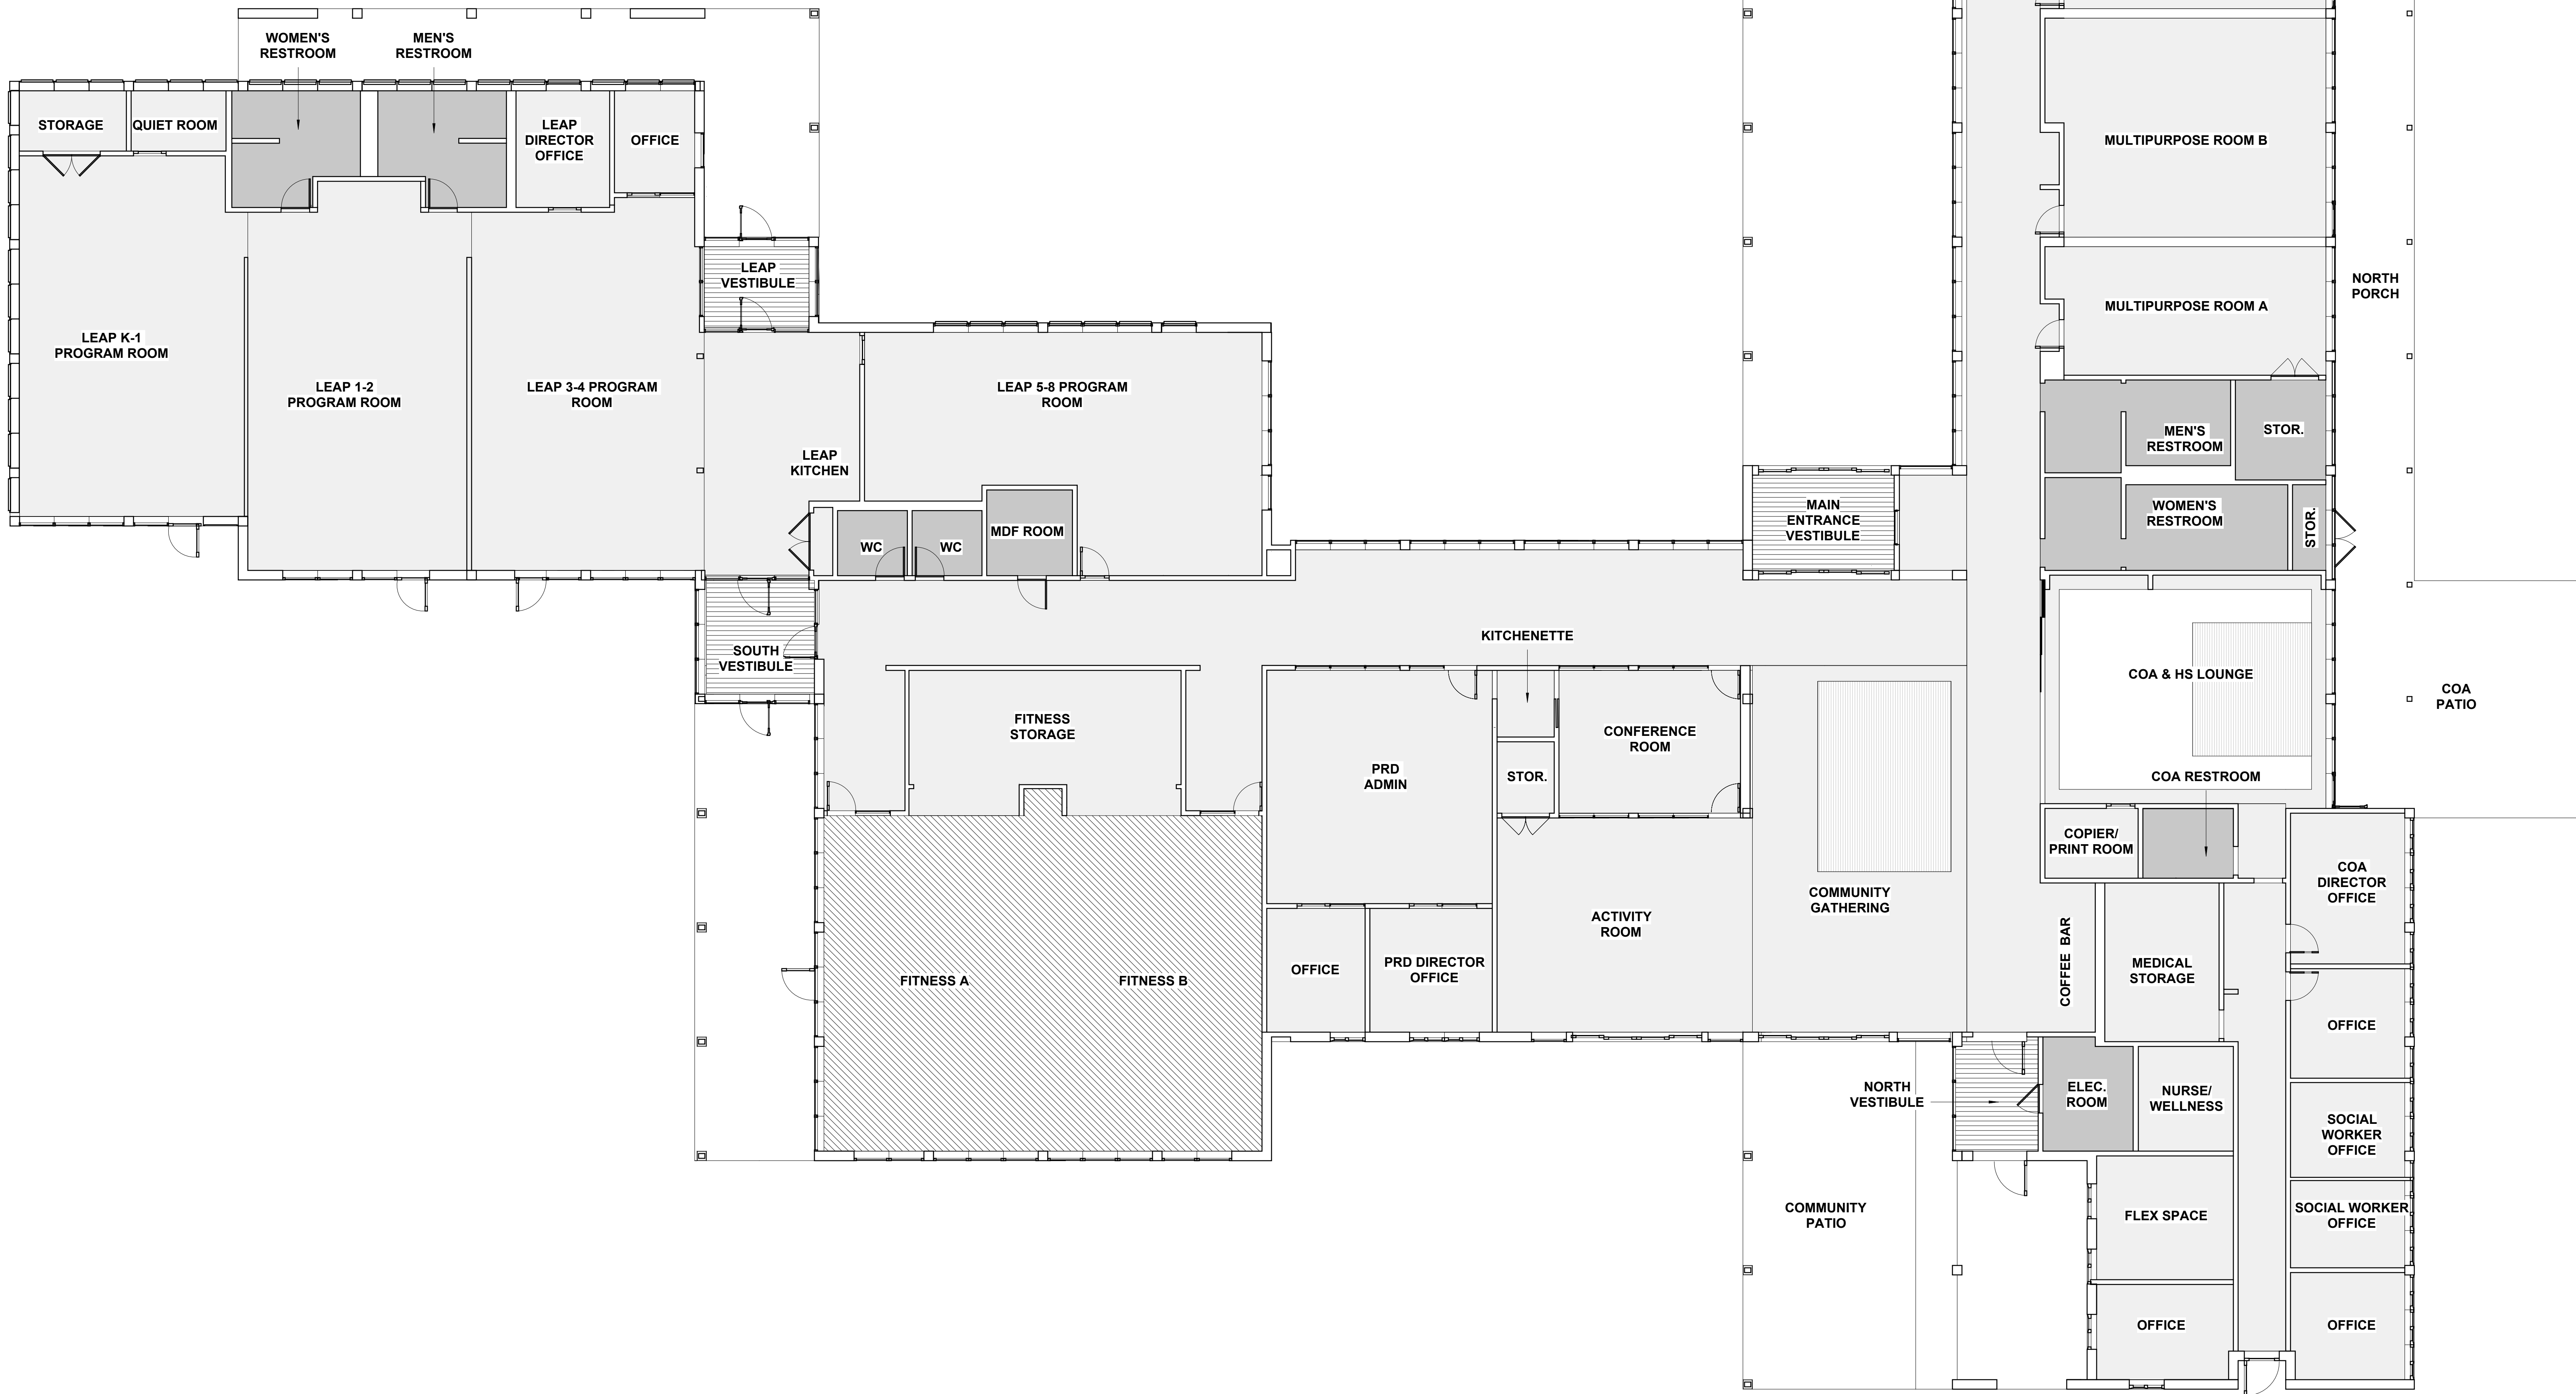 WOMEN'S
RESTROOM
MEN'S
RESTROOM
STORAGE
QUIET ROOM
LEAP
DIRECTOR
OFFICE
OFFICE
MULTIPURPOSE ROOM B
LEAP
VESTIBULE
MULTIPURPOSE ROOM A
NORTH
PORCH
LEAP K-1
PROGRAM ROOM
LEAP 1-2
PROGRAM ROOM
LEAP 3-4 PROGRAM
ROOM
LEAP 5-8 PROGRAM
ROOM
LEAP
KITCHEN
MEN'S
RESTROOM
STOR.
WC
WC
MDF ROOM
MAIN
ENTRANCE
VESTIBULE
WOMEN'S
RESTROOM
STOR.
SOUTH
VESTIBULE
KITCHENETTE
COA & HS LOUNGE
COA
PATIO
FITNESS
STORAGE
CONFERENCE
ROOM
PRD
ADMIN
STOR.
COA RESTROOM
COPIER/
PRINT ROOM
COA
DIRECTOR
OFFICE
COMMUNITY
GATHERING
ACTIVITY
ROOM
COFFEE BAR
MEDICAL
STORAGE
FITNESS A
FITNESS B
OFFICE
PRD DIRECTOR
OFFICE
OFFICE
NORTH
VESTIBULE
ELEC.
ROOM
NURSE/
WELLNESS
SOCIAL
WORKER
OFFICE
COMMUNITY
PATIO
FLEX SPACE
SOCIAL WORKER
OFFICE
OFFICE
OFFICE